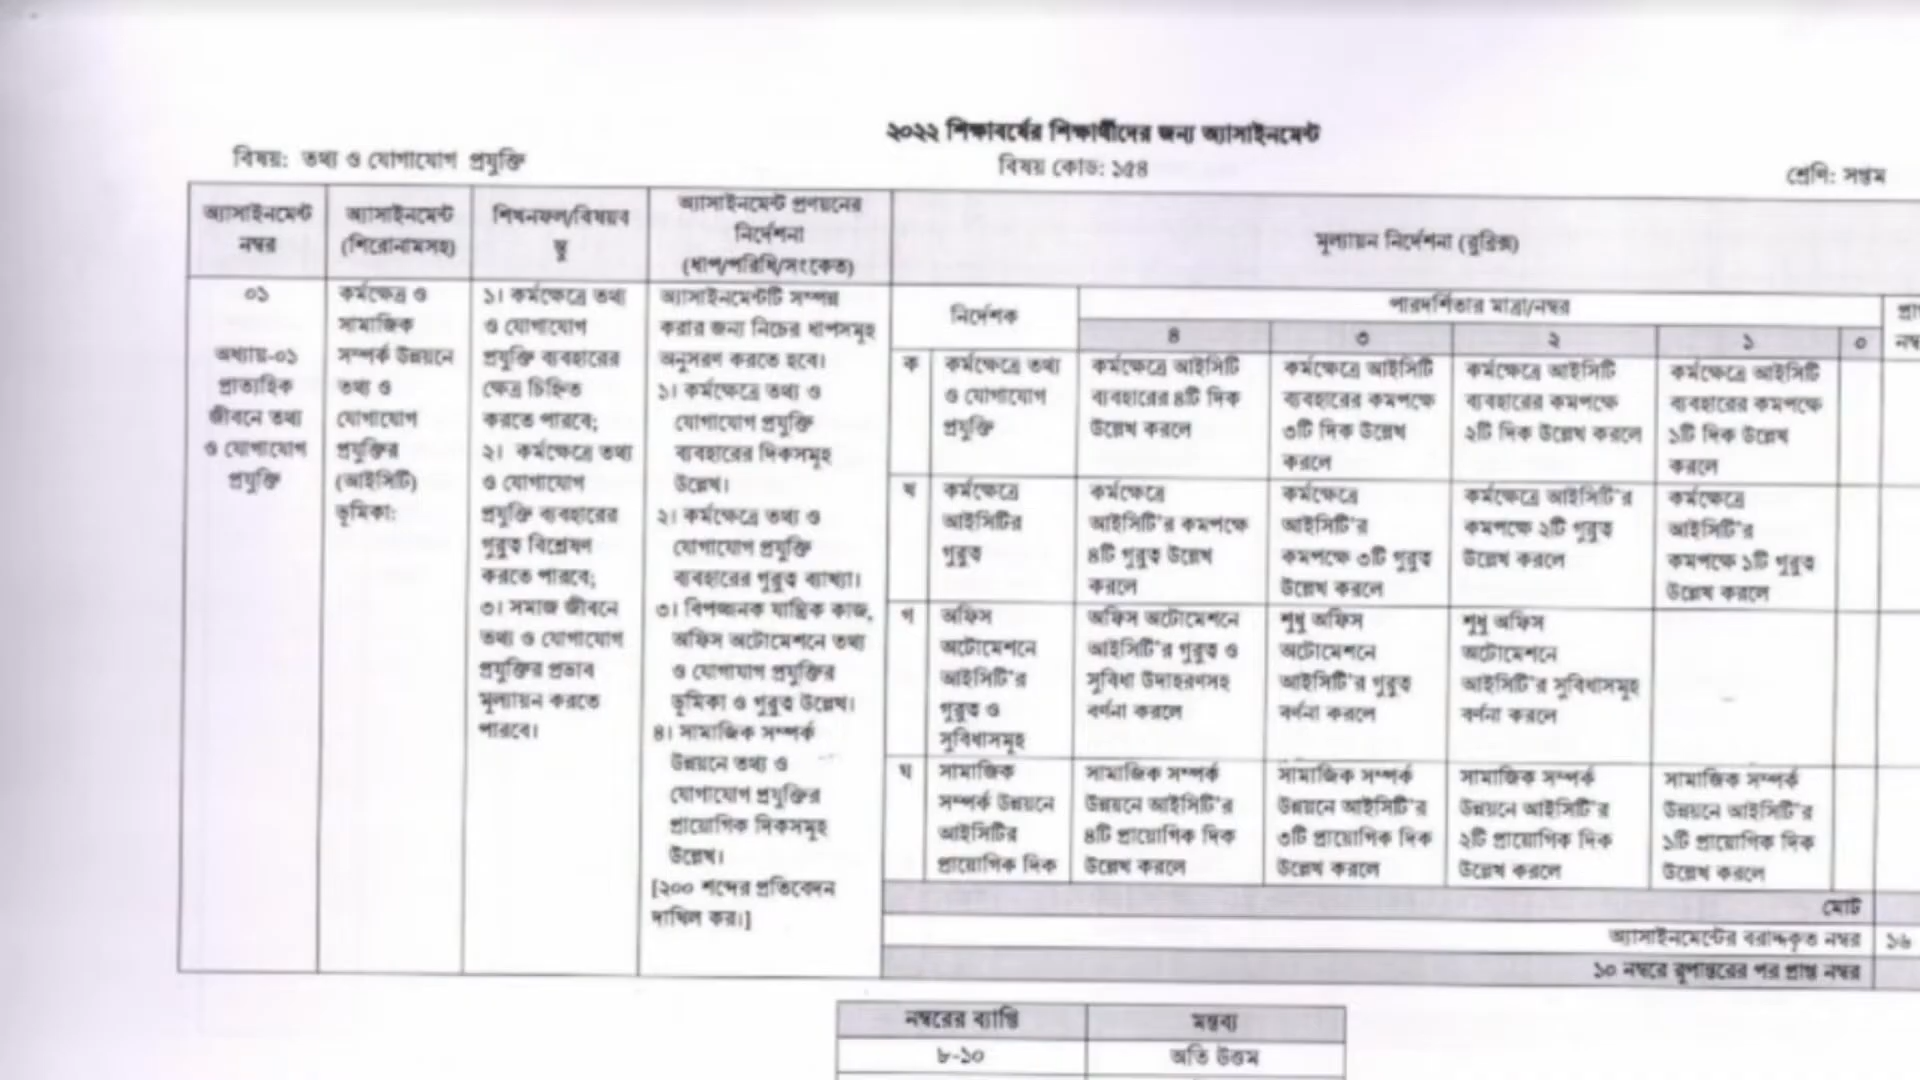 ২০২২ শিক্ষাবর্ষের শিক্ষার্থীদের জন্য অ্যাসাইনমেন্ট
বিষয়: তথ্য ও যোগাযোগ প্রযুক্তি
বিষয় কোড: ১৫৪
শ্রেণি: সপ্তম
অ্যাসাইনমেন্ট
নম্বর
অ্যাসাইনমেন্ট
(শিরোনামসহ)
শিখনফল/বিষয়ব
স্তু
অ্যাসাইনমেন্ট প্রণয়নের
নির্দেশনা
(ধাপ/পরিধি/সংকেত)
মূল্যায়ন নির্দেশনা (রুব্রিক্স)
০১
অধ্যায়-০১
প্রাত্যহিক
জীবনে তথ্য
ও যোগাযোগ
প্রযুক্তি
কর্মক্ষেত্র ও
সামাজিক
সম্পর্ক উন্নয়নে
তথ্য ও
যোগাযোগ
প্রযুক্তির
(আইসিটি)
ভূমিকা:
১। কর্মক্ষেত্রে তথ্য
ও যোগাযোগ
প্রযুক্তি ব্যবহারের
ক্ষেত্র চিহ্নিত
করতে পারবে;
২। কর্মক্ষেত্রে তথ্য
ও যোগাযোগ
প্রযুক্তি ব্যবহারের
গুরুত্ব বিশ্লেষণ
করতে পারবে;
৩। সমাজ জীবনে
তথ্য ও যোগাযোগ
প্রযুক্তির প্রভাব
মূল্যায়ন করতে
পারবে।
অ্যাসাইনমেন্টটি সম্পন্ন
করার জন্য নিচের ধাপসমূহ
অনুসরণ করতে হবে।
১। কর্মক্ষেত্রে তথ্য ও
যোগাযোগ প্রযুক্তি
ব্যবহারের দিকসমূহ
উল্লেখ।
২। কর্মক্ষেত্রে তথ্য ও
যোগাযোগ প্রযুক্তি
ব্যবহারের গুরুত্ব ব্যাখ্যা।
৩। বিপজ্জনক যান্ত্রিক কাজ,
অফিস অটোমেশনে তথ্য
ও যোগাযোগ প্রযুক্তির
ভূমিকা ও গুরুত্ব উল্লেখ।
৪। সামাজিক সম্পর্ক
উন্নয়নে তথ্য ও
যোগাযোগ প্রযুক্তির
প্রায়োগিক দিকসমূহ
উল্লেখ।
[২০০ শব্দের প্রতিবেদন
দাখিল কর।]
নির্দেশক
পারদর্শিতার মাত্রা/নম্বর
৪ ৩ ২ ১ ০
ক
কর্মক্ষেত্রে তথ্য
ও যোগাযোগ
প্রযুক্তি
কর্মক্ষেত্রে আইসিটি
ব্যবহারের ৪টি দিক
উল্লেখ করলে
কর্মক্ষেত্রে আইসিটি
ব্যবহারের কমপক্ষে
৩টি দিক উল্লেখ
করলে
কর্মক্ষেত্রে আইসিটি
ব্যবহারের কমপক্ষে
২টি দিক উল্লেখ করলে
কর্মক্ষেত্রে আইসিটি
ব্যবহারের কমপক্ষে
১টি দিক উল্লেখ
করলে
খ
কর্মক্ষেত্রে
আইসিটির
গুরুত্ব
কর্মক্ষেত্রে
আইসিটি'র কমপক্ষে
৪টি গুরুত্ব উল্লেখ
করলে
কর্মক্ষেত্রে
আইসিটি'র
কমপক্ষে ৩টি গুরুত্ব
উল্লেখ করলে
কর্মক্ষেত্রে আইসিটি'র
কমপক্ষে ২টি গুরুত্ব
উল্লেখ করলে
কর্মক্ষেত্রে
আইসিটি'র
কমপক্ষে ১টি গুরুত্ব
উল্লেখ করলে
গ
অফিস
অটোমেশনে
আইসিটি'র
গুরুত্ব ও
সুবিধাসমূহ
অফিস অটোমেশনে
আইসিটি'র গুরুত্ব ও
সুবিধা উদাহরণসহ
বর্ণনা করলে
শুধু অফিস
অটোমেশনে
আইসিটি'র গুরুত্ব
বর্ণনা করলে
শুধু অফিস
অটোমেশনে
আইসিটি'র সুবিধাসমূহ
বর্ণনা করলে
ঘ
সামাজিক
সম্পর্ক উন্নয়নে
আইসিটির
প্রায়োগিক দিক
সামাজিক সম্পর্ক
উন্নয়নে আইসিটি'র
৪টি প্রায়োগিক দিক
উল্লেখ করলে
সামাজিক সম্পর্ক
উন্নয়নে আইসিটি'র
৩টি প্রায়োগিক দিক
উল্লেখ করলে
সামাজিক সম্পর্ক
উন্নয়নে আইসিটি'র
২টি প্রায়োগিক দিক
উল্লেখ করলে
সামাজিক সম্পর্ক
উন্নয়নে আইসিটি'র
১টি প্রায়োগিক দিক
উল্লেখ করলে
মোট
অ্যাসাইনমেন্টের বরাদ্দকৃত নম্বর ১৬
১০ নম্বরে রূপান্তরের পর প্রাপ্ত নম্বর
নম্বরের ব্যাপ্তি মন্তব্য
৮-১০ অতি উত্তম